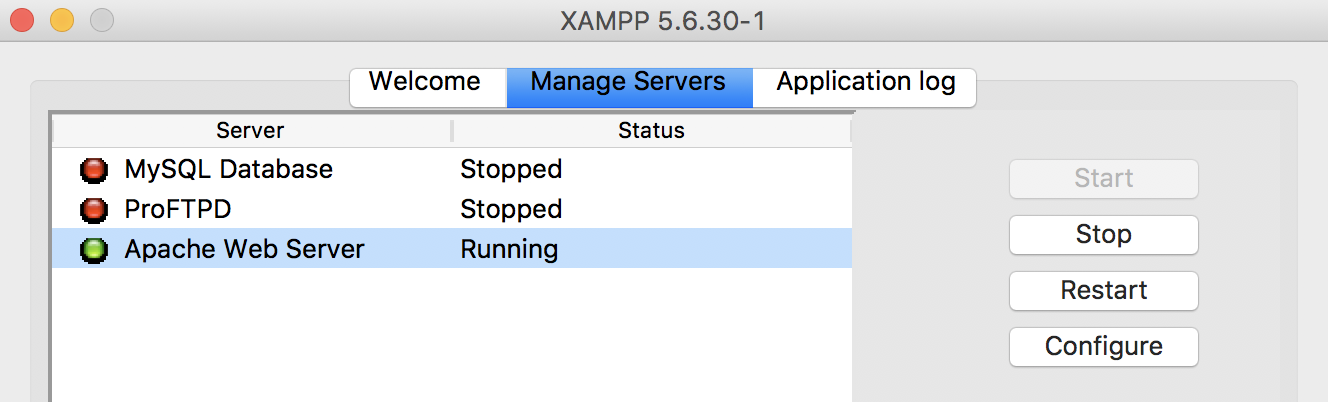 XAMPP 5.6.30-1
Welcome Manage Servers Application log
Server Status
MySQL Database Stopped
ProFTPD Stopped
Apache Web Server Running
Start
Stop
Restart
Configure